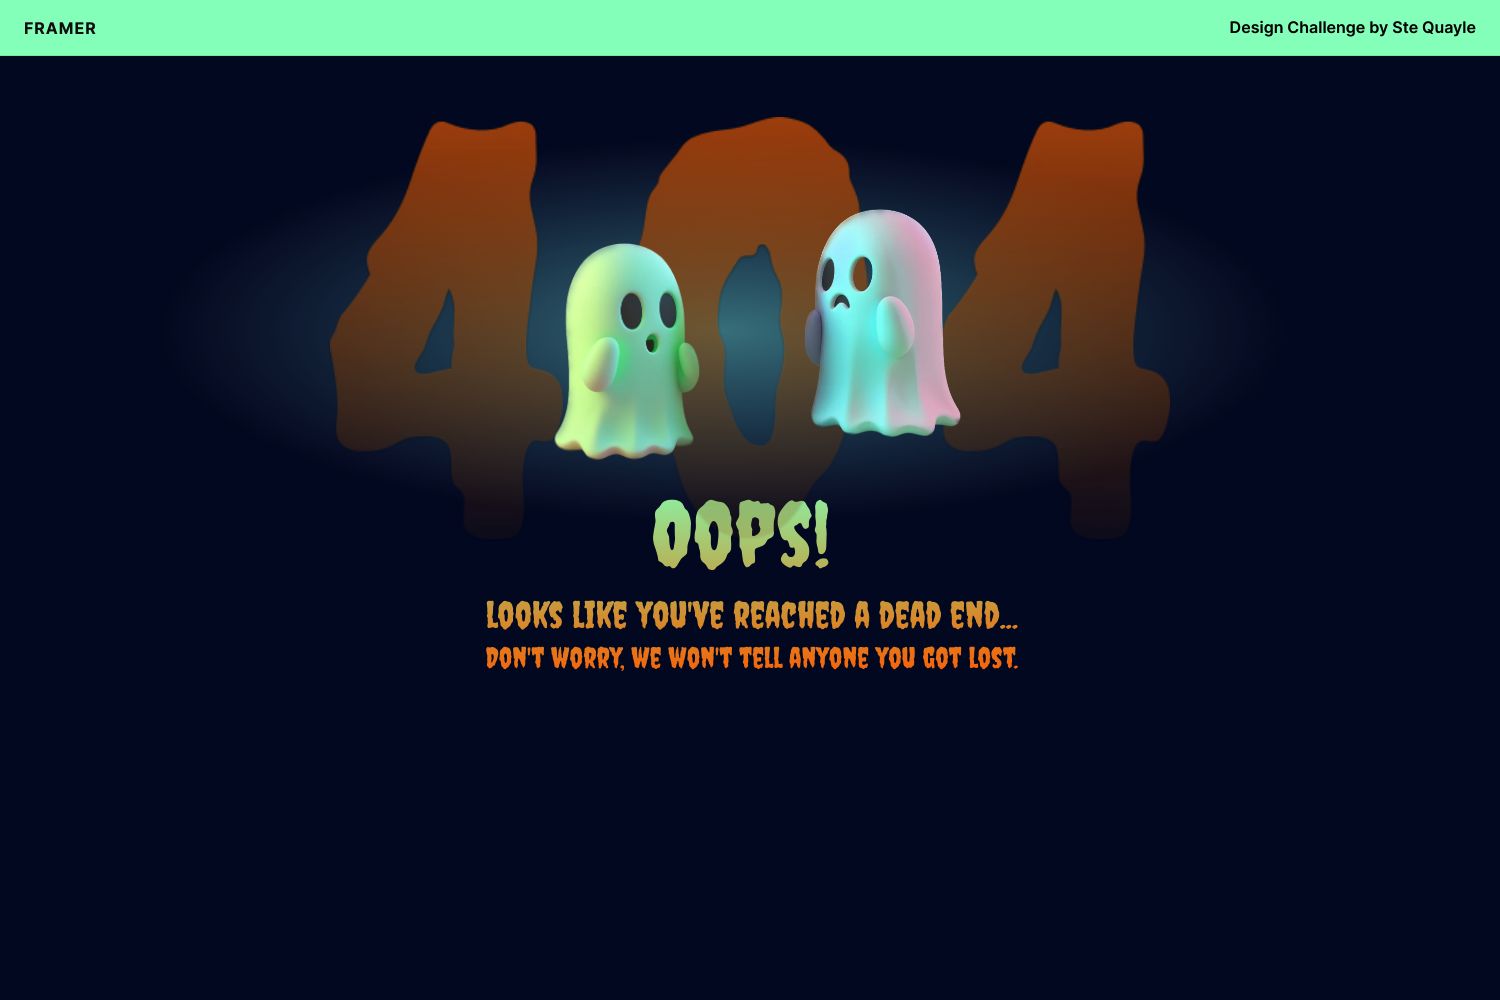 FRAMER
Design Challenge by Ste Quayle
404
OOPS!
LOOKS LIKE YOU'VE REACHED A DEAD END...
DON'T WORRY, WE WON'T TELL ANYONE YOU GOT LOST.